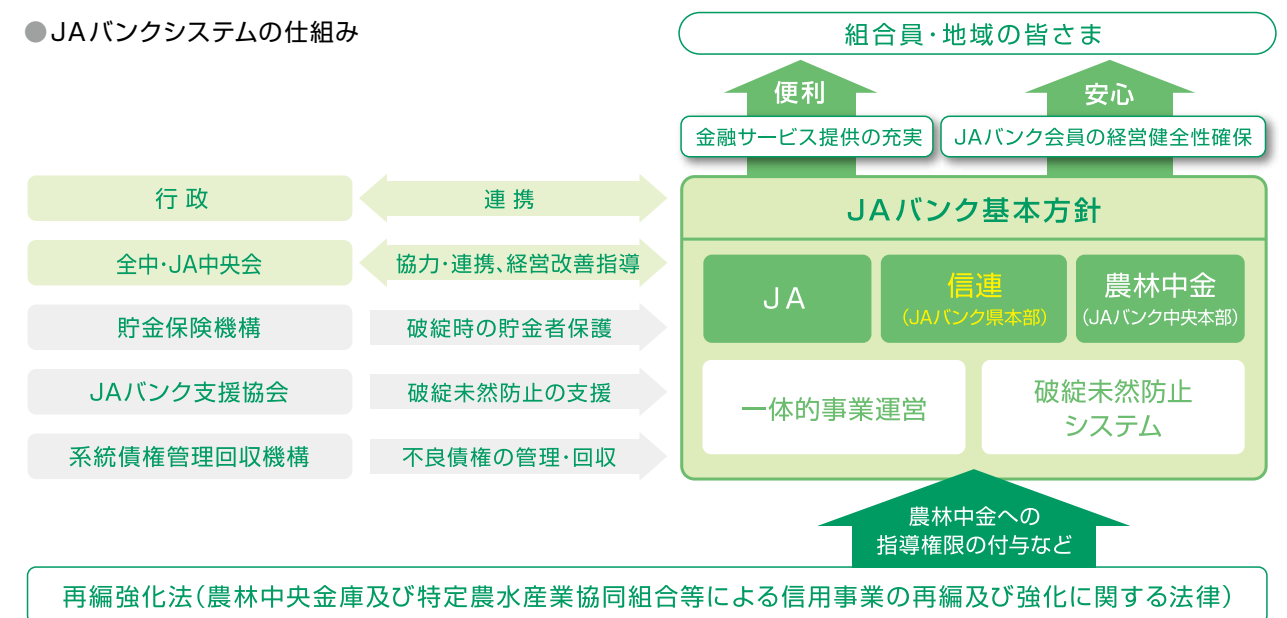 ●JAバンクシステムの仕組み
組合員・地域の皆さま
便利
安心
金融サービス提供の充実
JAバンク会員の経営健全性確保
行政
連携
JAバンク基本方針
全中・JA中央会
協力・連携、経営改善指導
JA
信連
(JAバンク県本部)
農林中金
(JAバンク中央本部)
貯金保険機構
破綻時の貯金者保護
JAバンク支援協会
破綻未然防止の支援
一体的事業運営
破綻未然防止
システム
系統債権管理回収機構
不良債権の管理・回収
農林中金への
指導権限の付与など
再編強化法(農林中央金庫及び特定農水産業協同組合等による信用事業の再編及び強化に関する法律)